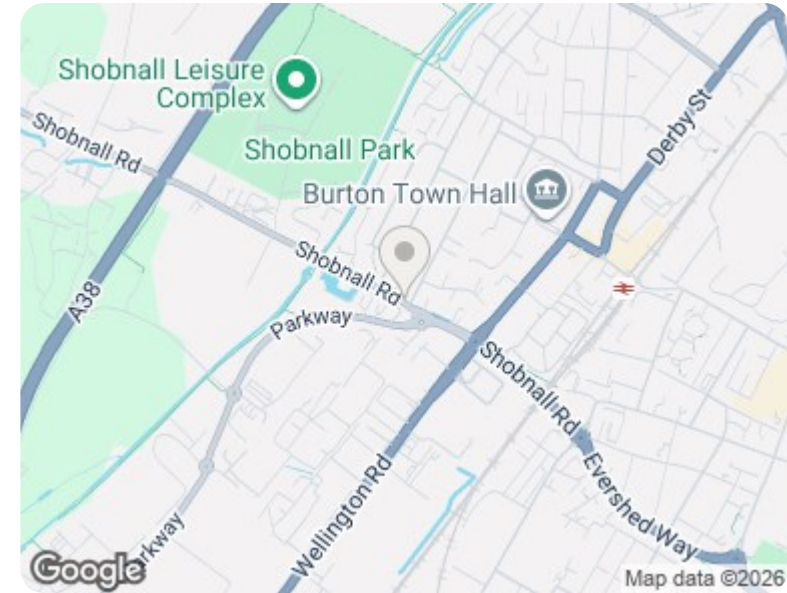 Shobnall Leisure
Complex
Shobnall Rd
Shobnall Park
Burton Town Hall
Derby St
Shobnall Rd
A38
Parkway
Shobnall Rd
Wellington Rd
Evershed Way
arkway
Google
Map data ©2026